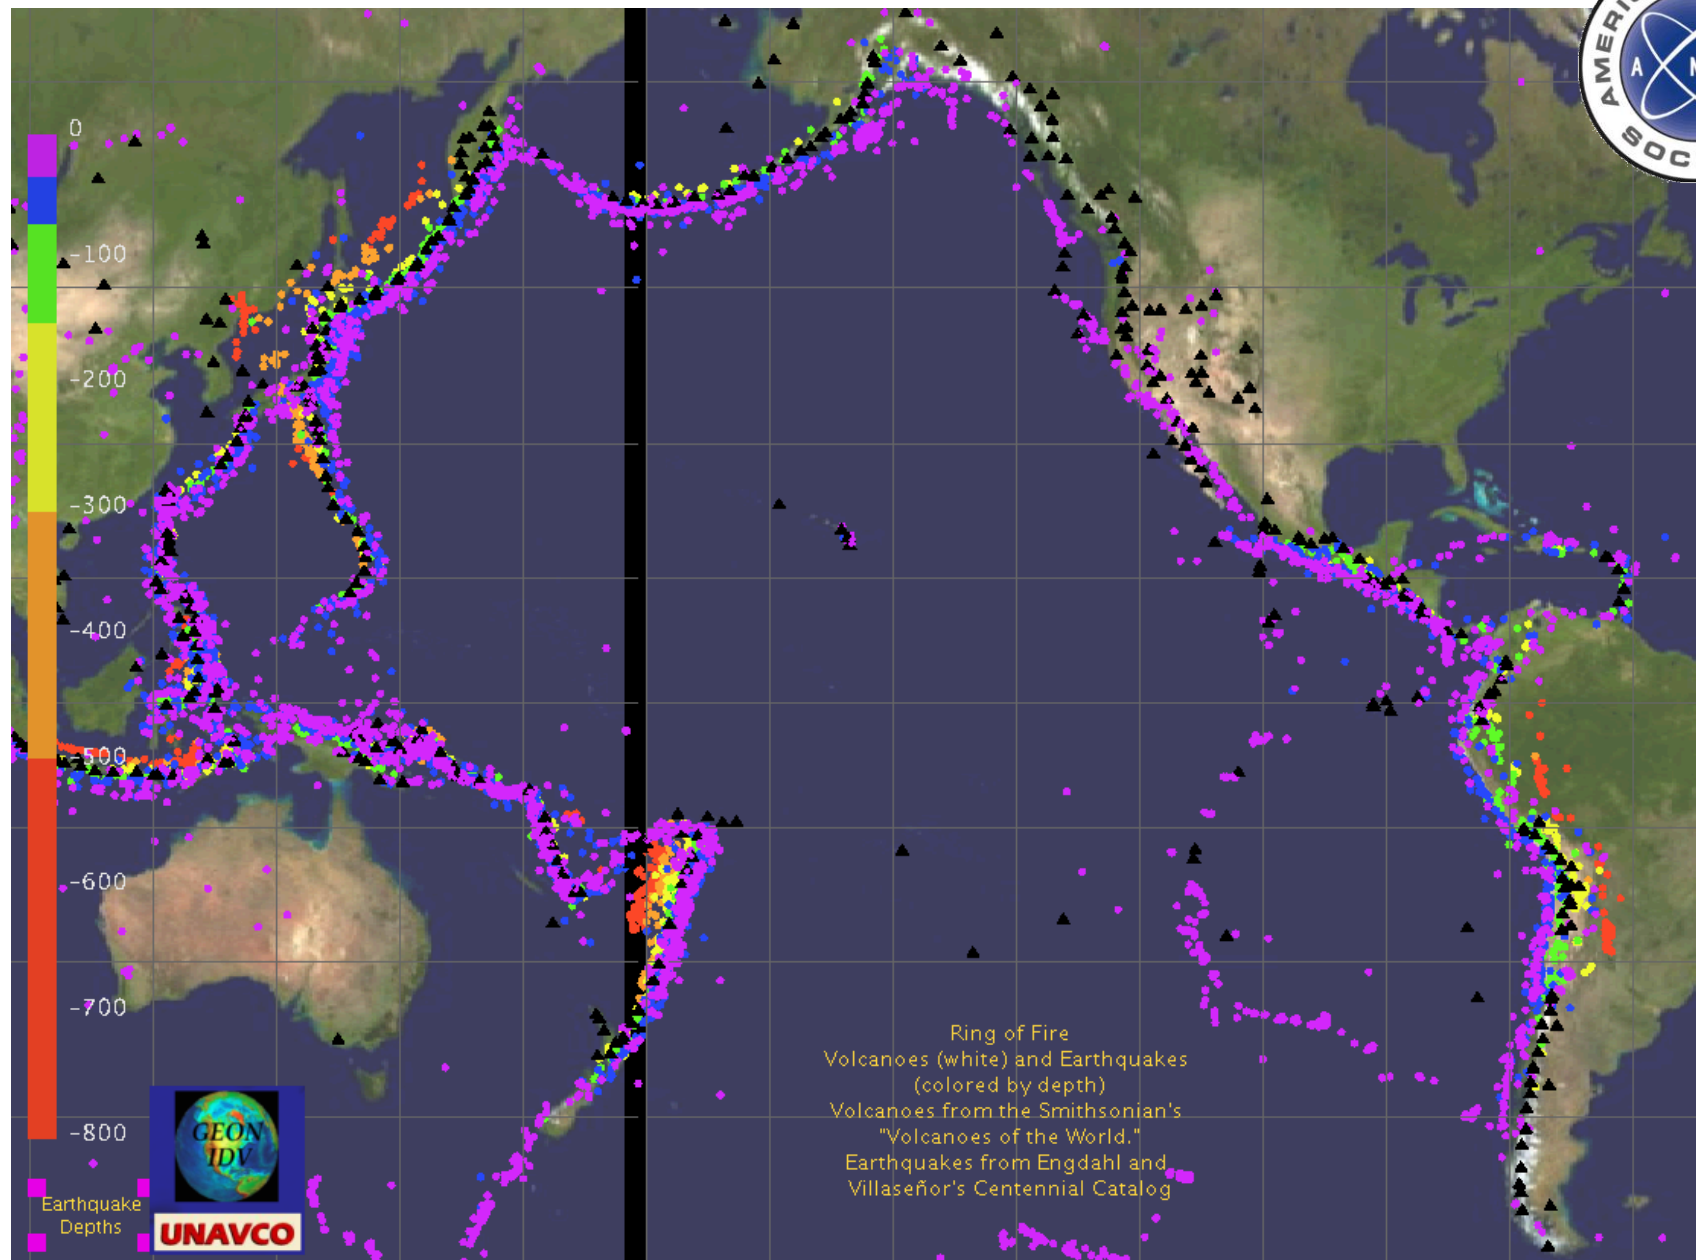 AMERIC
A M
SOC
0
-100
-200
-300
-400
-500
-600
-700
-800
Earthquake
Depths
GEON
IDV
UNAVCO
Ring of Fire
Volcanoes (white) and Earthquakes
(colored by depth)
Volcanoes from the Smithsonian's
"Volcanoes of the World."
Earthquakes from Engdahl and
Villaseñor's Centennial Catalog